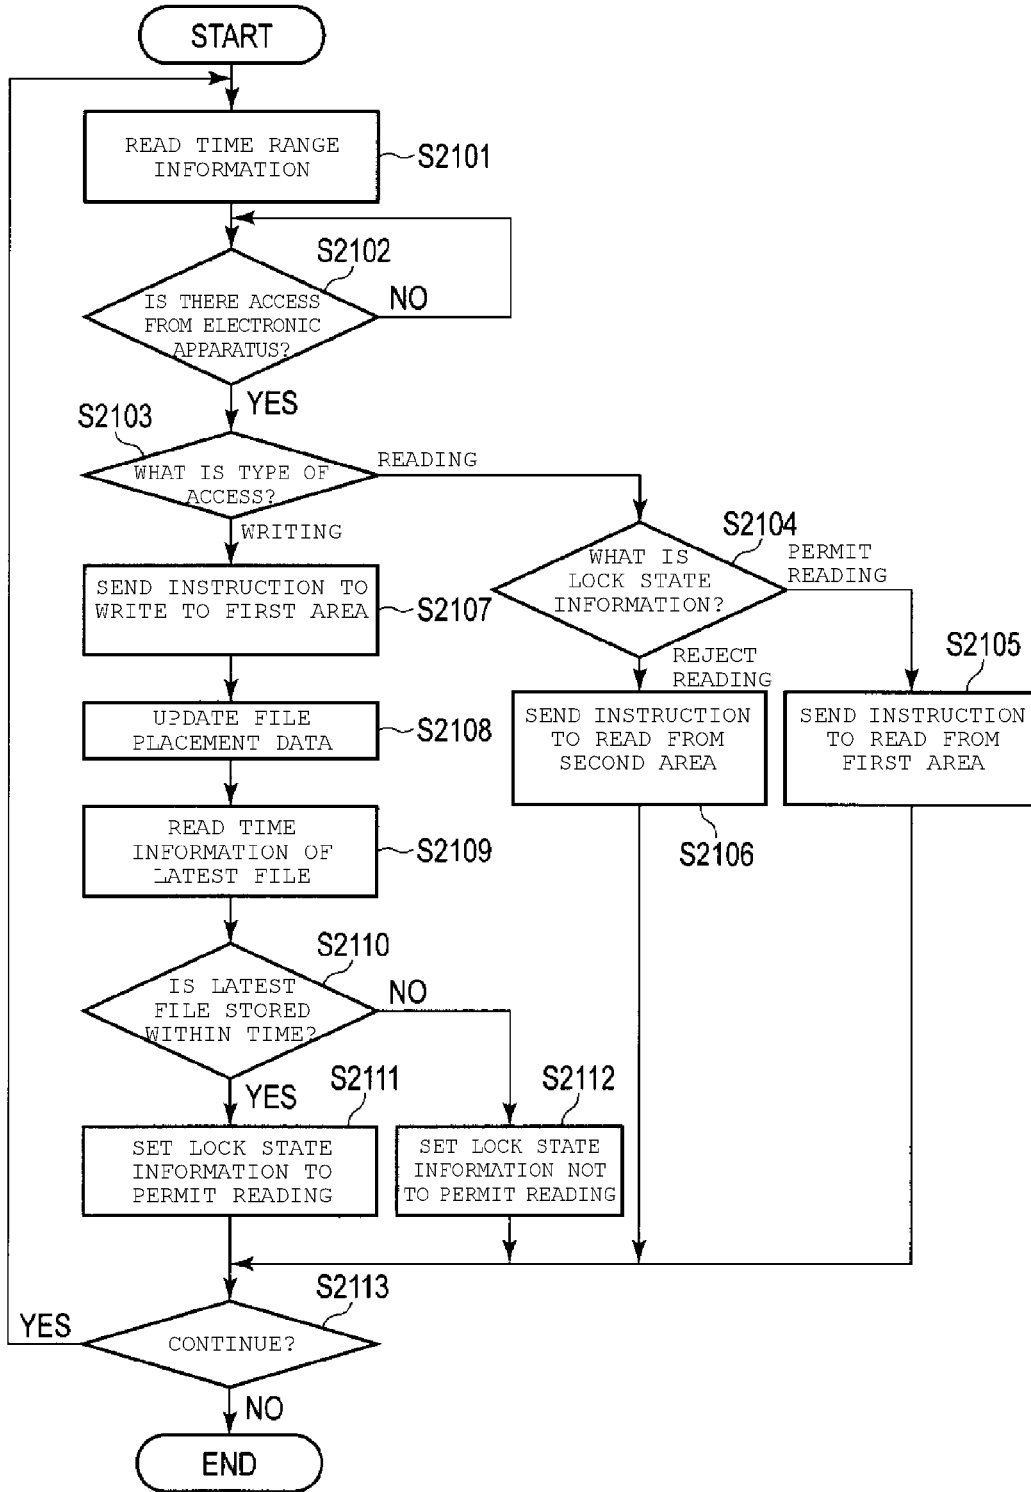 START
READ TIME RANGE
INFORMATION
S2101
S2102
IS THERE ACCESS
FROM ELECTRONIC
APPARATUS?
NO
YES
S2103
WHAT IS TYPE OF
ACCESS?
READING
WRITING
S2104
WHAT IS
LOCK STATE
INFORMATION?
PERMIT
READING
REJECT
READING
S2105
SEND INSTRUCTION
TO READ FROM
FIRST AREA
SEND INSTRUCTION
TO READ FROM
SECOND AREA
S2106
SEND INSTRUCTION TO
WRITE TO FIRST AREA
S2107
UPDATE FILE
PLACEMENT DATA
S2108
READ TIME
INFORMATION OF
LATEST FILE
S2109
S2110
IS LATEST
FILE STORED
WITHIN TIME?
NO
YES
S2111
SET LOCK STATE
INFORMATION TO
PERMIT READING
S2112
SET LOCK STATE
INFORMATION NOT
TO PERMIT READING
S2113
CONTINUE?
YES
NO
END